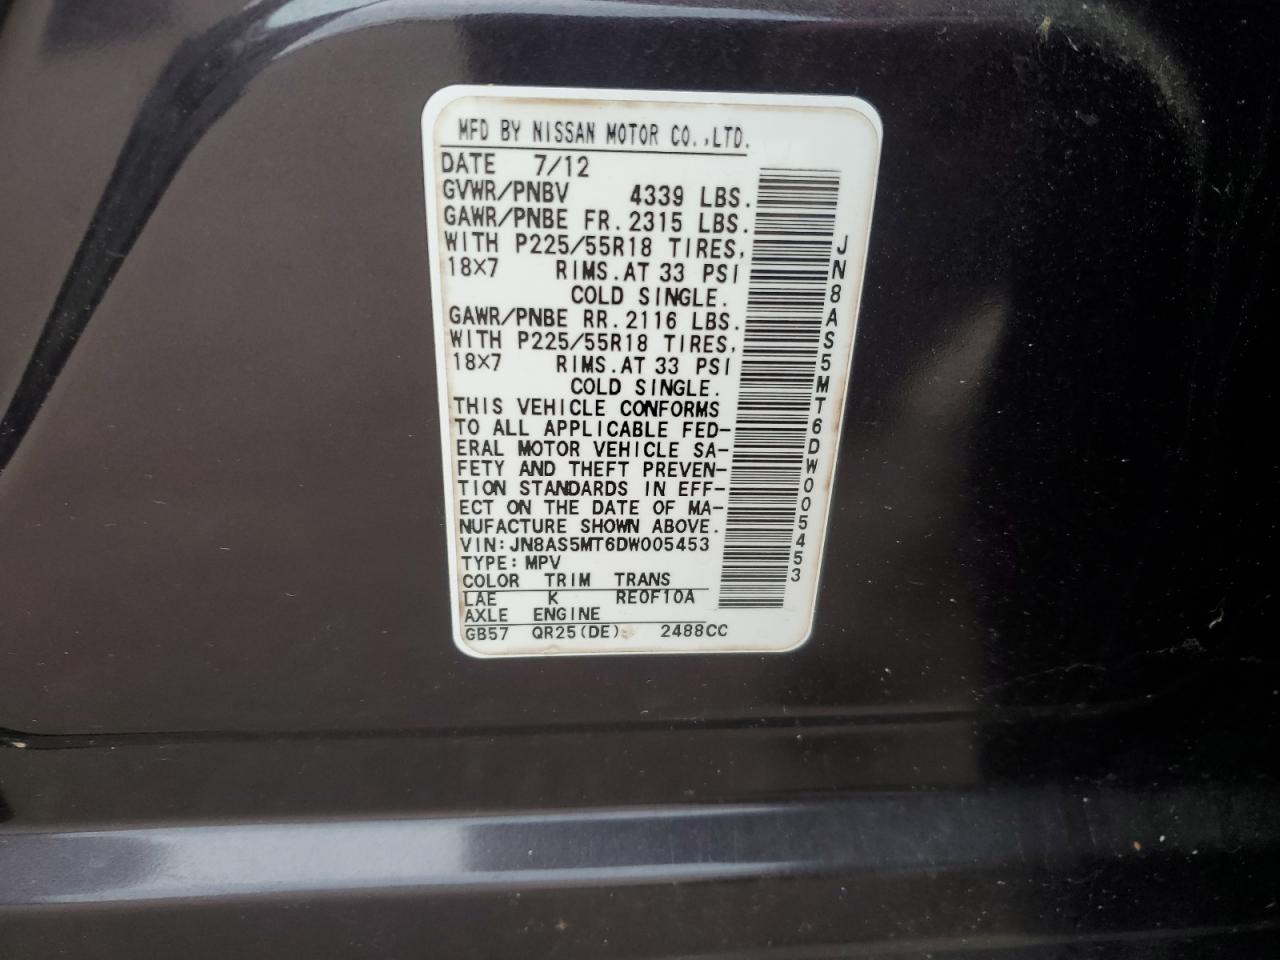 MFD BY NISSAN MOTOR CO.,LTD.
DATE 7/12
GVWR/PNBV 4339 LBS.
GAWR/PNBE FR. 2315 LBS.
WITH P225/55R18 TIRES,
18×7 RIMS.AT 33 PSI
COLD SINGLE.
GAWR/PNBE RR. 2116 LBS.
WITH P225/55R18 TIRES,
18×7 RIMS.AT 33 PSI
COLD SINGLE.
THIS VEHICLE CONFORMS
TO ALL APPLICABLE FED-
ERAL MOTOR VEHICLE SA-
FETY AND THEFT PREVEN-
TION STANDARDS IN EFF-
ECT ON THE DATE OF MA-
NUFACTURE SHOWN ABOVE.
VIN:JN8AS5MT6DW005453
TYPE:MPV
COLOR TRIM TRANS
LAE K RE0F10A
AXLE ENGINE
GB57 QR25(DE) 2488CC
JN8AS5MT6DW005453